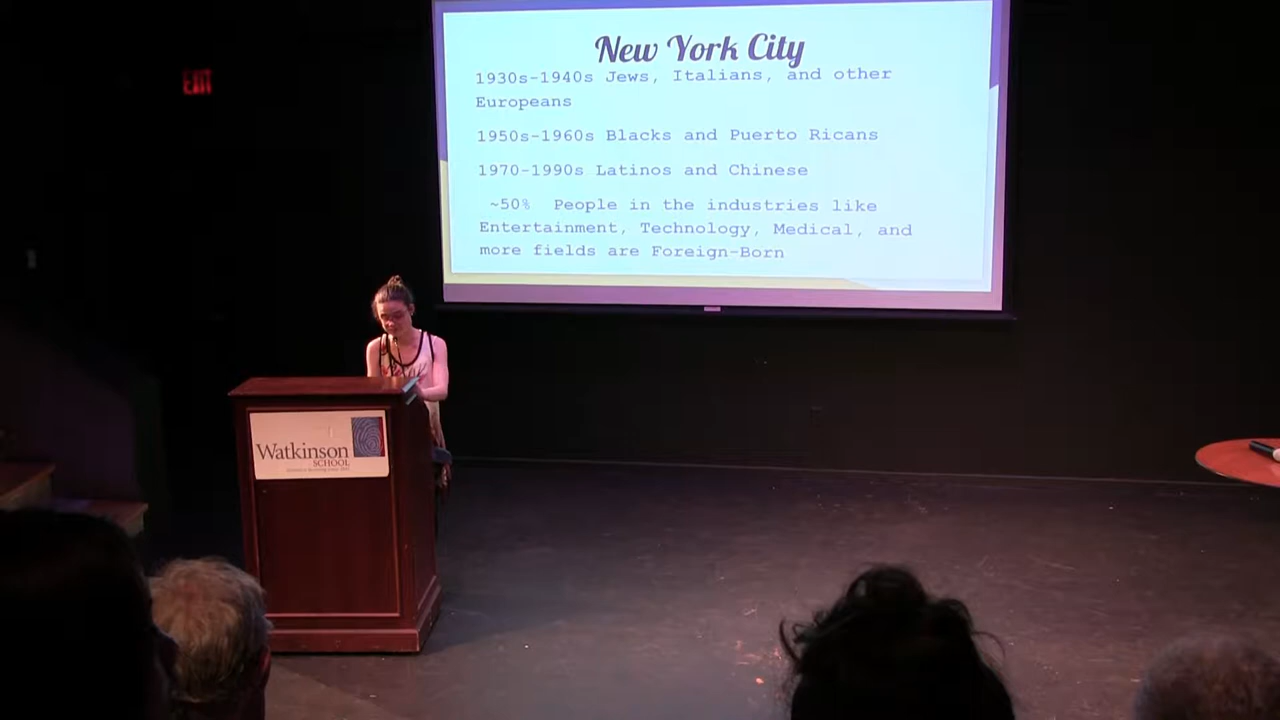 EXIT
New York City
1930s-1940s Jews, Italians, and other
Europeans
1950s-1960s Blacks and Puerto Ricans
1970-1990s Latinos and Chinese
~50% People in the industries like
Entertainment, Technology, Medical, and
more fields are Foreign-Born
Watkinson
SCHOOL